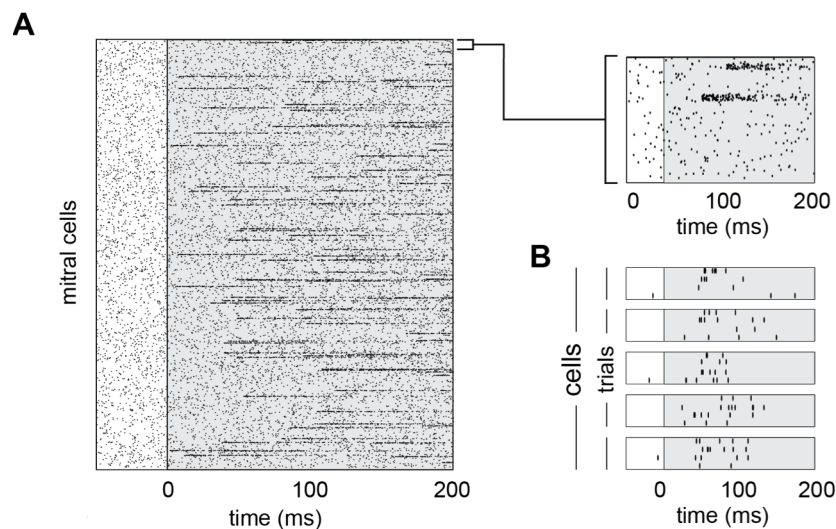 A
mitral cells
0 100 200
time (ms)
0 100 200
time (ms)
B
cells
trials
0 100 200
time (ms)